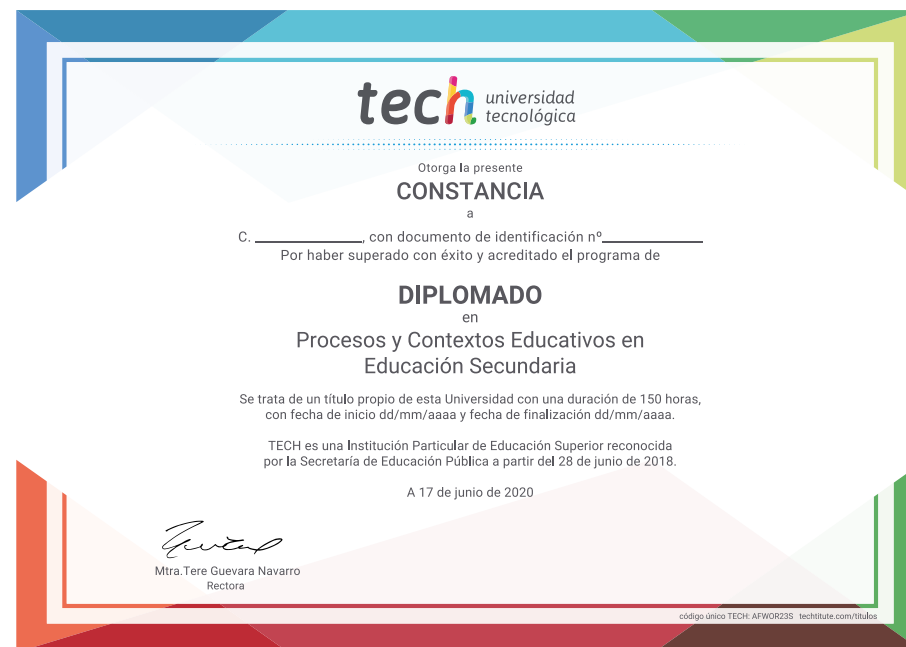 tech universidad
tecnológica
Otorga la presente
CONSTANCIA
a
C. ____________, con documento de identificación nº____________
Por haber superado con éxito y acreditado el programa de
DIPLOMADO
en
Procesos y Contextos Educativos en
Educación Secundaria
Se trata de un título propio de esta Universidad con una duración de 150 horas,
con fecha de inicio dd/mm/aaaa y fecha de finalización dd/mm/aaaa.
TECH es una Institución Particular de Educación Superior reconocida
por la Secretaría de Educación Pública a partir del 28 de junio de 2018.
A 17 de junio de 2020
Mtra.Tere Guevara Navarro
Rectora
código único TECH: AFWOR23S techtitute.com/titulos